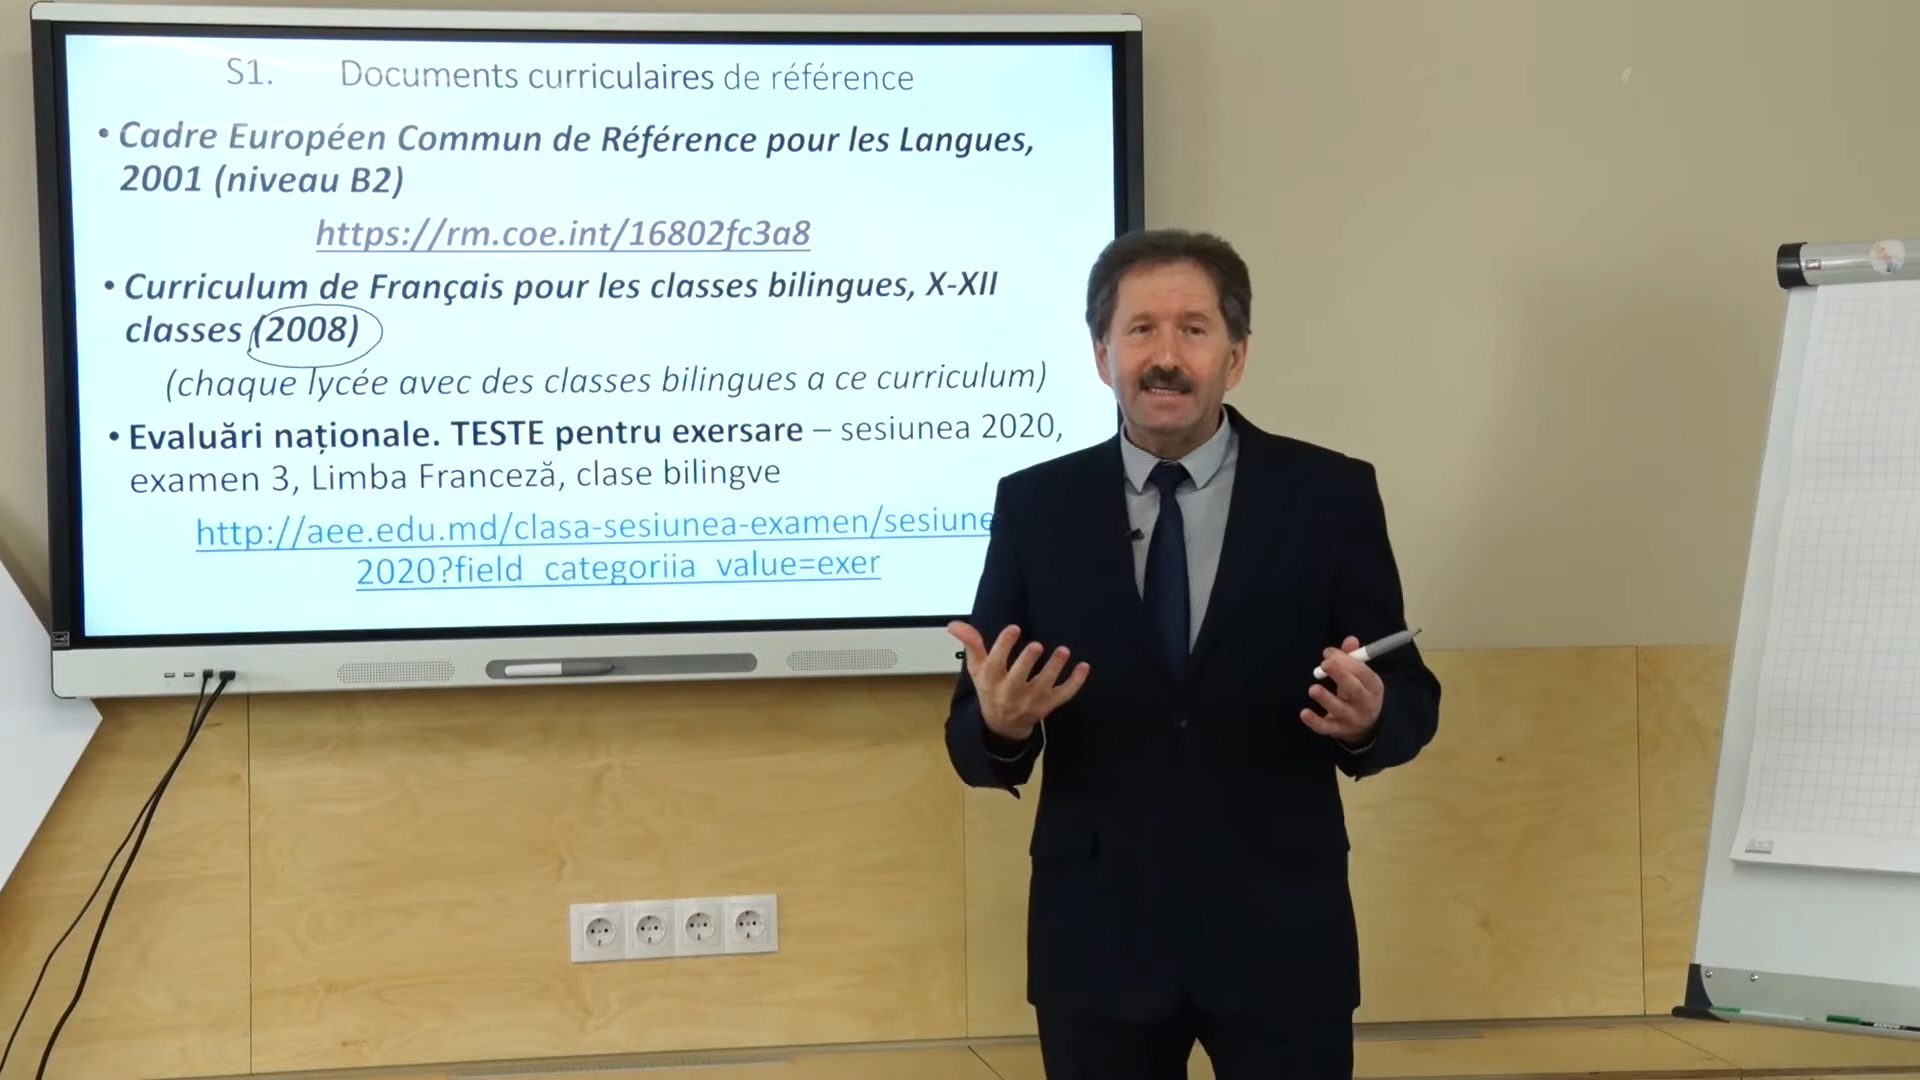 S1. Documents curriculaires de référence
• Cadre Européen Commun de Référence pour les Langues,
2001 (niveau B2)
https://rm.coe.int/16802fc3a8
• Curriculum de Français pour les classes bilingues, X-XII
classes (2008)
(chaque lycée avec des classes bilingues a ce curriculum)
• Evaluări naționale. TESTE pentru exersare – sesiunea 2020,
examen 3, Limba Franceză, clase bilingve
http://aee.edu.md/clasa-sesiunea-examen/sesiune
2020?field_categoriia_value=exer